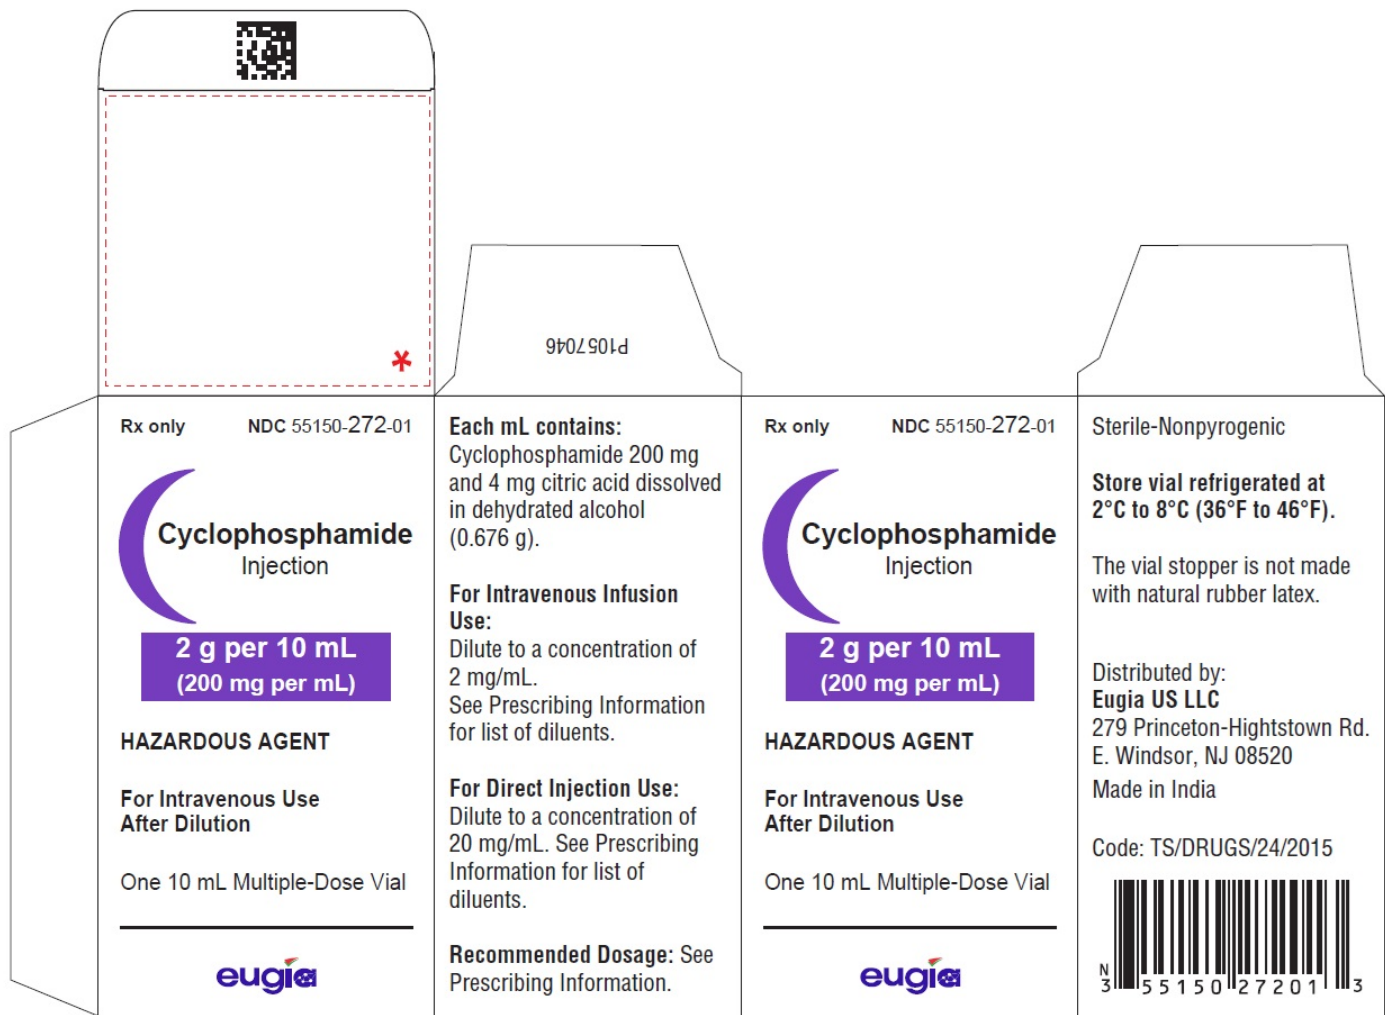 P1057046
Rx only NDC 55150-272-01
Cyclophosphamide
Injection
2 g per 10 mL
(200 mg per mL)
HAZARDOUS AGENT
For Intravenous Use
After Dilution
One 10 mL Multiple-Dose Vial
eugia
Each mL contains:
Cyclophosphamide 200 mg
and 4 mg citric acid dissolved
in dehydrated alcohol
(0.676 g).
For Intravenous Infusion
Use:
Dilute to a concentration of
2 mg/mL.
See Prescribing Information
for list of diluents.
For Direct Injection Use:
Dilute to a concentration of
20 mg/mL. See Prescribing
Information for list of
diluents.
Recommended Dosage: See
Prescribing Information.
Rx only NDC 55150-272-01
Cyclophosphamide
Injection
2 g per 10 mL
(200 mg per mL)
HAZARDOUS AGENT
For Intravenous Use
After Dilution
One 10 mL Multiple-Dose Vial
eugia
Sterile-Nonpyrogenic
Store vial refrigerated at
2°C to 8°C (36°F to 46°F).
The vial stopper is not made
with natural rubber latex.
Distributed by:
Eugia US LLC
279 Princeton-Hightstown Rd.
E. Windsor, NJ 08520
Made in India
Code: TS/DRUGS/24/2015
N
3 55150 27201 3